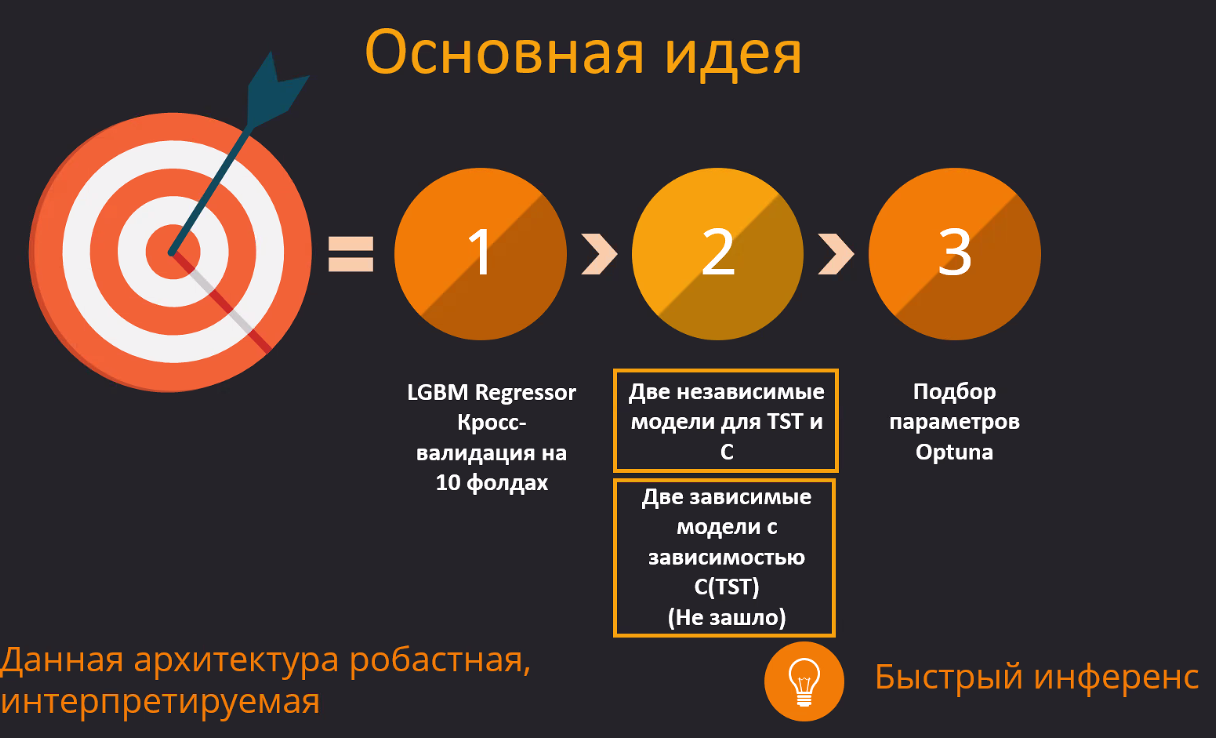 Основная идея
=
1
>
2
>
3
LGBM Regressor
Кросс-
валидация на
10 фолдах
Две независимые
модели для TST и
C
Две зависимые
модели с
зависимостью
C(TST)
(Не зашло)
Подбор
параметров
Optuna
Данная архитектура робастная,
интерпретируемая
Быстрый инференс